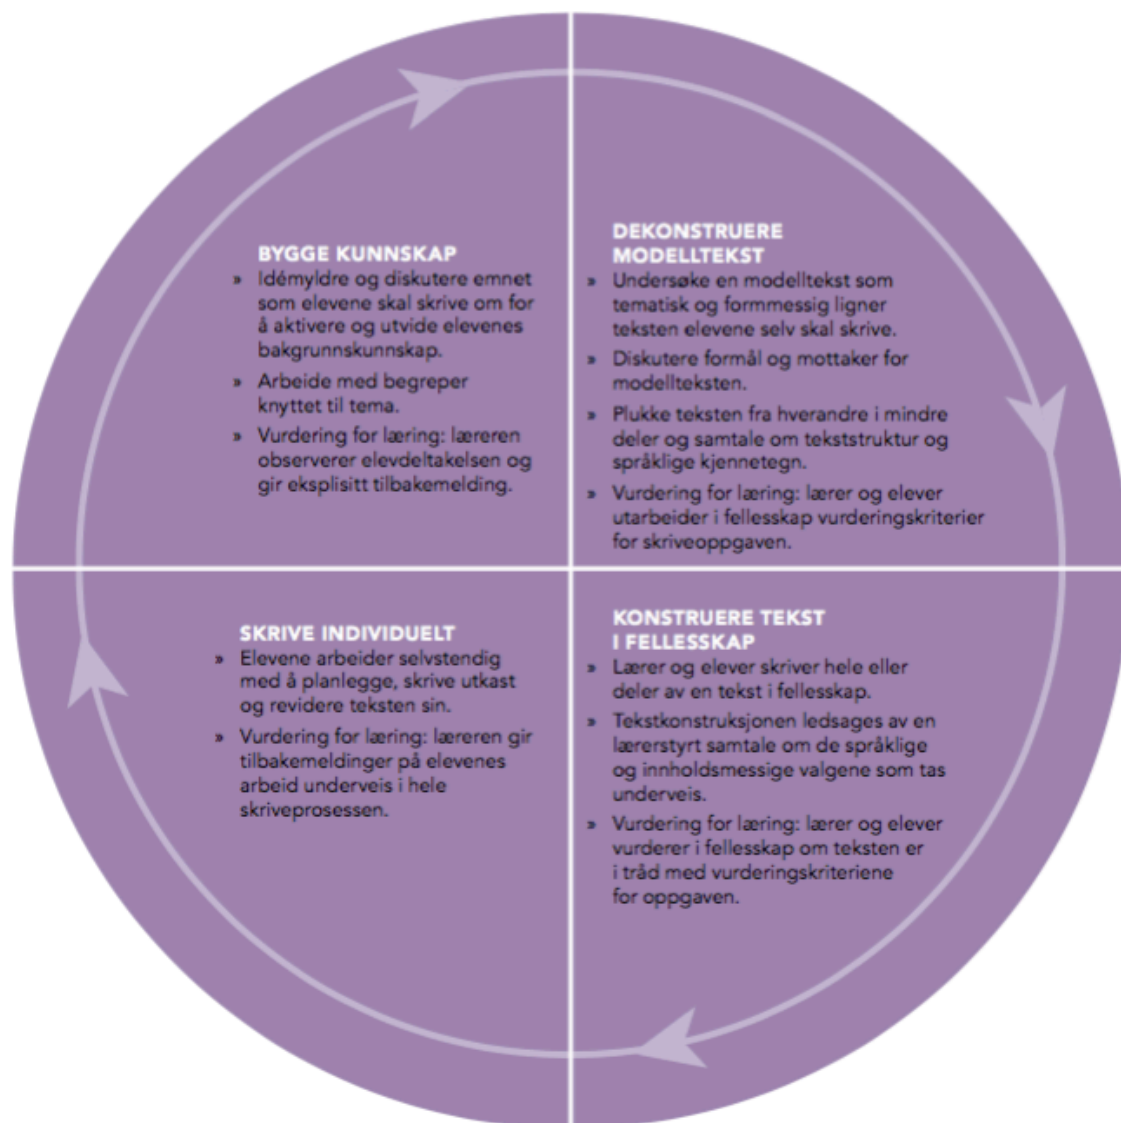 BYGGE KUNNSKAP
» Idémyldre og diskutere emnet
som elevene skal skrive om for
å aktivere og utvide elevenes
bakgrunnskunnskap.
» Arbeide med begreper
knyttet til tema.
» Vurdering for læring: læreren
observerer elevdeltakelsen og
gir eksplisitt tilbakemelding.
DEKONSTRUERE
MODELLTEKST
» Undersøke en modelltekst som
tematisk og formmessig ligner
teksten elevene selv skal skrive.
» Diskutere formål og mottaker for
modellteksten.
» Plukke teksten fra hverandre i mindre
deler og samtale om tekststruktur og
språklige kjennetegn.
» Vurdering for læring: lærer og elever
utarbeider i fellesskap vurderingskriterier
for skriveoppgaven.
KONSTRUERE TEKST
I FELLESSKAP
» Lærer og elever skriver hele eller
deler av en tekst i fellesskap.
» Tekstkonstruksjonen ledsages av en
lærerstyrt samtale om de språklige
og innholdsmessige valgene som tas
underveis.
» Vurdering for læring: lærer og elever
vurderer i fellesskap om teksten er
i tråd med vurderingskriteriene
for oppgaven.
SKRIVE INDIVIDUELT
» Elevene arbeider selvstendig
med å planlegge, skrive utkast
og revidere teksten sin.
» Vurdering for læring: læreren gir
tilbakemeldinger på elevenes
arbeid underveis i hele
skriveprosessen.